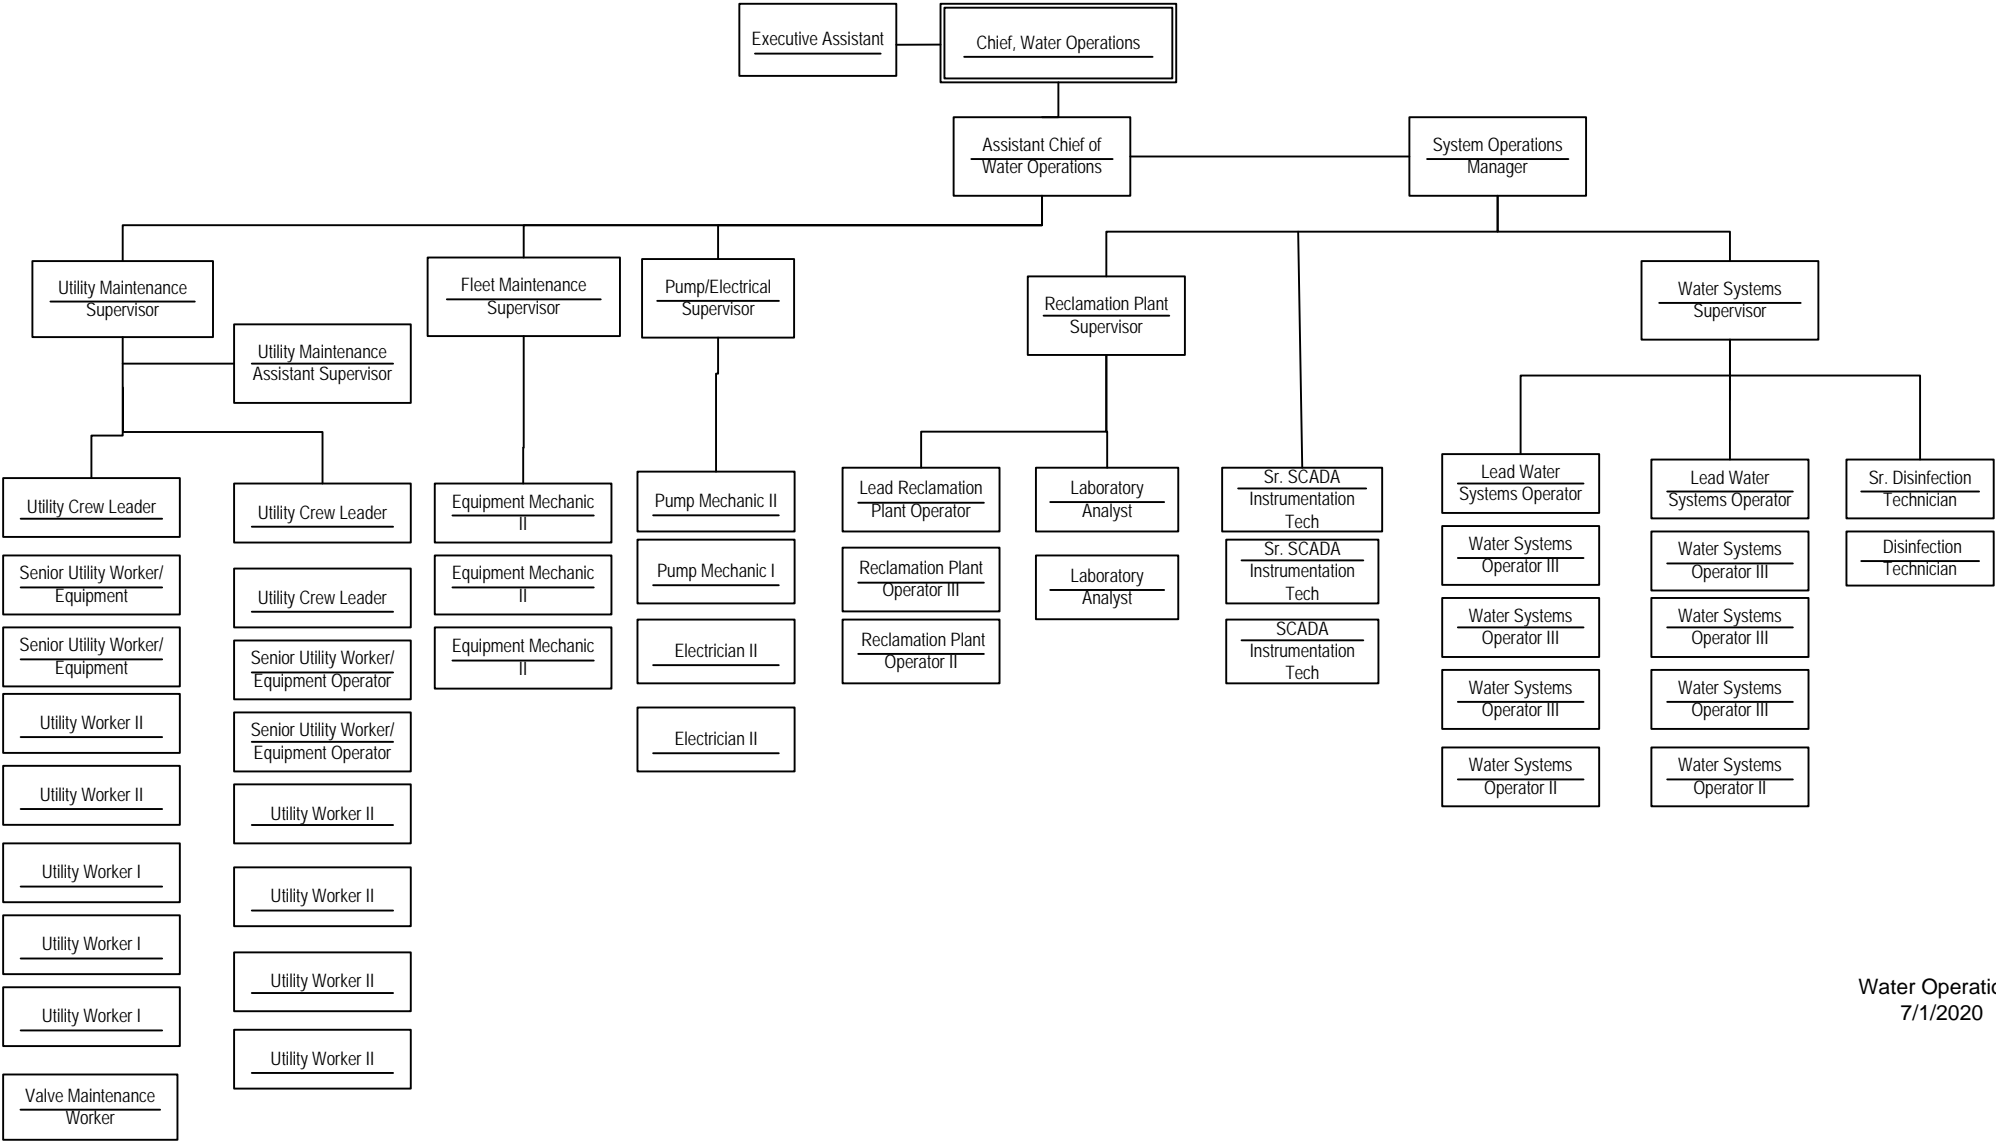 Executive Assistant
Chief, Water Operations
Assistant Chief of
Water Operations
System Operations
Manager
Utility Maintenance
Supervisor
Fleet Maintenance
Supervisor
Pump/Electrical
Supervisor
Reclamation Plant
Supervisor
Water Systems
Supervisor
Utility Maintenance
Assistant Supervisor
Utility Crew Leader
Senior Utility Worker/
Equipment
Senior Utility Worker/
Equipment
Utility Worker II
Utility Worker II
Utility Worker I
Utility Worker I
Utility Worker I
Valve Maintenance
Worker
Utility Crew Leader
Utility Crew Leader
Senior Utility Worker/
Equipment Operator
Senior Utility Worker/
Equipment Operator
Utility Worker II
Utility Worker II
Utility Worker II
Utility Worker II
Equipment Mechanic
II
Equipment Mechanic
II
Equipment Mechanic
II
Pump Mechanic II
Pump Mechanic I
Electrician II
Electrician II
Lead Reclamation
Plant Operator
Reclamation Plant
Operator III
Reclamation Plant
Operator II
Laboratory
Analyst
Laboratory
Analyst
Sr. SCADA
Instrumentation
Tech
Sr. SCADA
Instrumentation
Tech
SCADA
Instrumentation
Tech
Lead Water
Systems Operator
Water Systems
Operator III
Water Systems
Operator III
Water Systems
Operator III
Water Systems
Operator II
Lead Water
Systems Operator
Water Systems
Operator III
Water Systems
Operator III
Water Systems
Operator III
Water Systems
Operator II
Sr. Disinfection
Technician
Disinfection
Technician
Water
7/1/2020